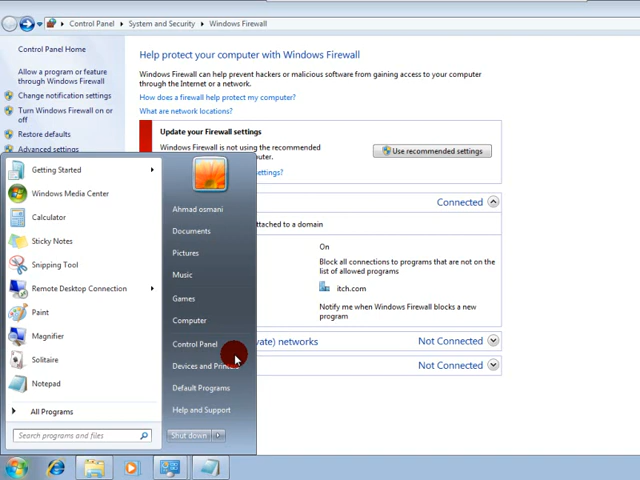 Control Panel
System and Security
Windows Firewall
Control Panel Home
Allow a program or feature
through Windows Firewall
Change notification settings
Turn Windows Firewall on or
off
Restore defaults
Advanced settings
Help protect your computer with Windows Firewall
Windows Firewall can help prevent hackers or malicious software from gaining access to your computer
through the Internet or a network.
How does a firewall help protect my computer?
What are network locations?
Update your Firewall settings
Windows Firewall is not using the recommended
Use recommended settings
Connected
attached to a domain
On
Block all connections to programs that are not on the
list of allowed programs
itch.com
Notify me when Windows Firewall blocks a new
program
networks
Not Connected
Not Connected
Getting Started
Windows Media Center
Calculator
Sticky Notes
Snipping Tool
Remote Desktop Connection
Paint
Magnifier
Solitaire
Notepad
All Programs
Search programs and files
Ahmad osmani
Documents
Pictures
Music
Games
Computer
Control Panel
Devices and
Default Programs
Help and Support
Shut down